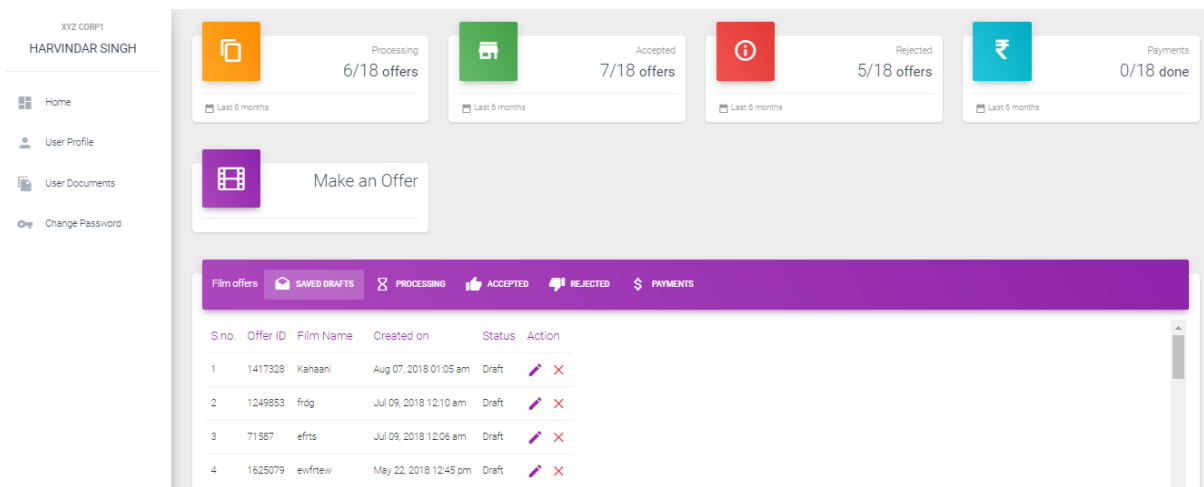 XYZ CORP1
HARVINDAR SINGH
Home
User Profile
User Documents
Change Password
Processing
6/18 offers
Last 6 months
Accepted
7/18 offers
Last 6 months
Rejected
5/18 offers
Last 6 months
Payments
0/18 done
Last 6 months
Make an Offer
Film offers SAVED DRAFTS PROCESSING ACCEPTED REJECTED PAYMENTS
S.no. Offer ID Film Name Created on Status Action
1 1417328 Kahaani Aug 07, 2018 01:05 am Draft
2 1249853 frdg Jul 09, 2018 12:10 am Draft
3 71587 efrts Jul 09, 2018 12:06 am Draft
4 1625079 ewfrtew May 22, 2018 12:45 pm Draft